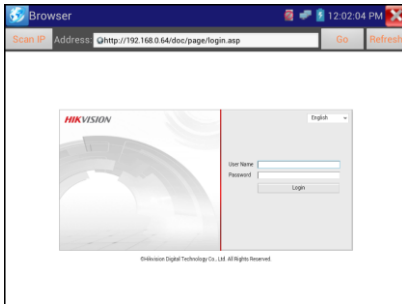 Browser 12:02:04 PM
Scan IP Address: http://192.168.0.64/doc/page/login.asp Go Refresh
HIKVISION English
User Name
Password
Login
©Hikvision Digital Technology Co., Ltd. All Rights Reserved.